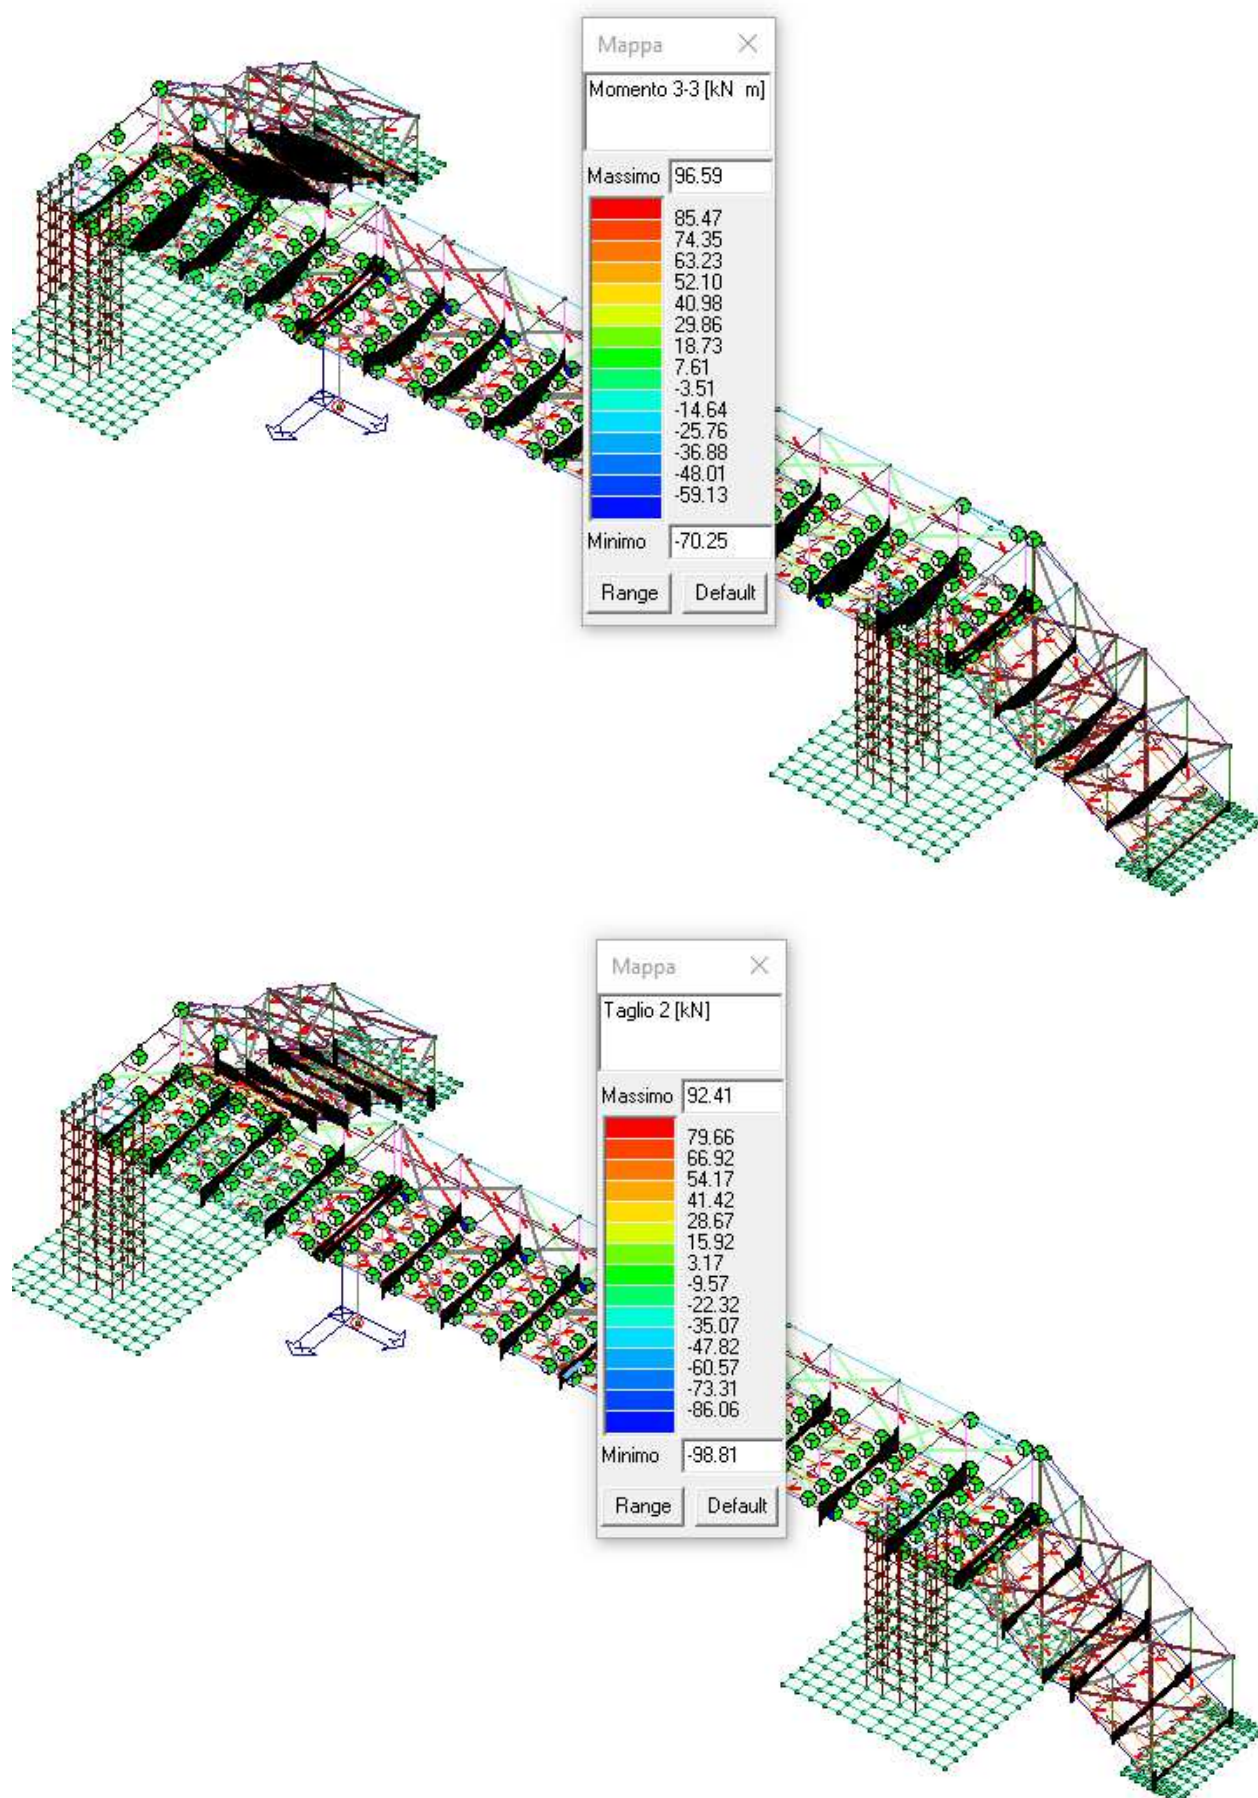 Mappa
Momento 3-3 [kN m]
Massimo 96.59
85.47
74.35
63.23
52.10
40.98
29.86
18.73
7.61
-3.51
-14.64
-25.76
-36.88
-48.01
-59.13
Minimo -70.25
Range Default
Mappa
Taglio 2 [kN]
Massimo 92.41
79.66
66.92
54.17
41.42
28.67
15.92
3.17
-9.57
-22.32
-35.07
-47.82
-60.57
-73.31
-86.06
Minimo -98.81
Range Default